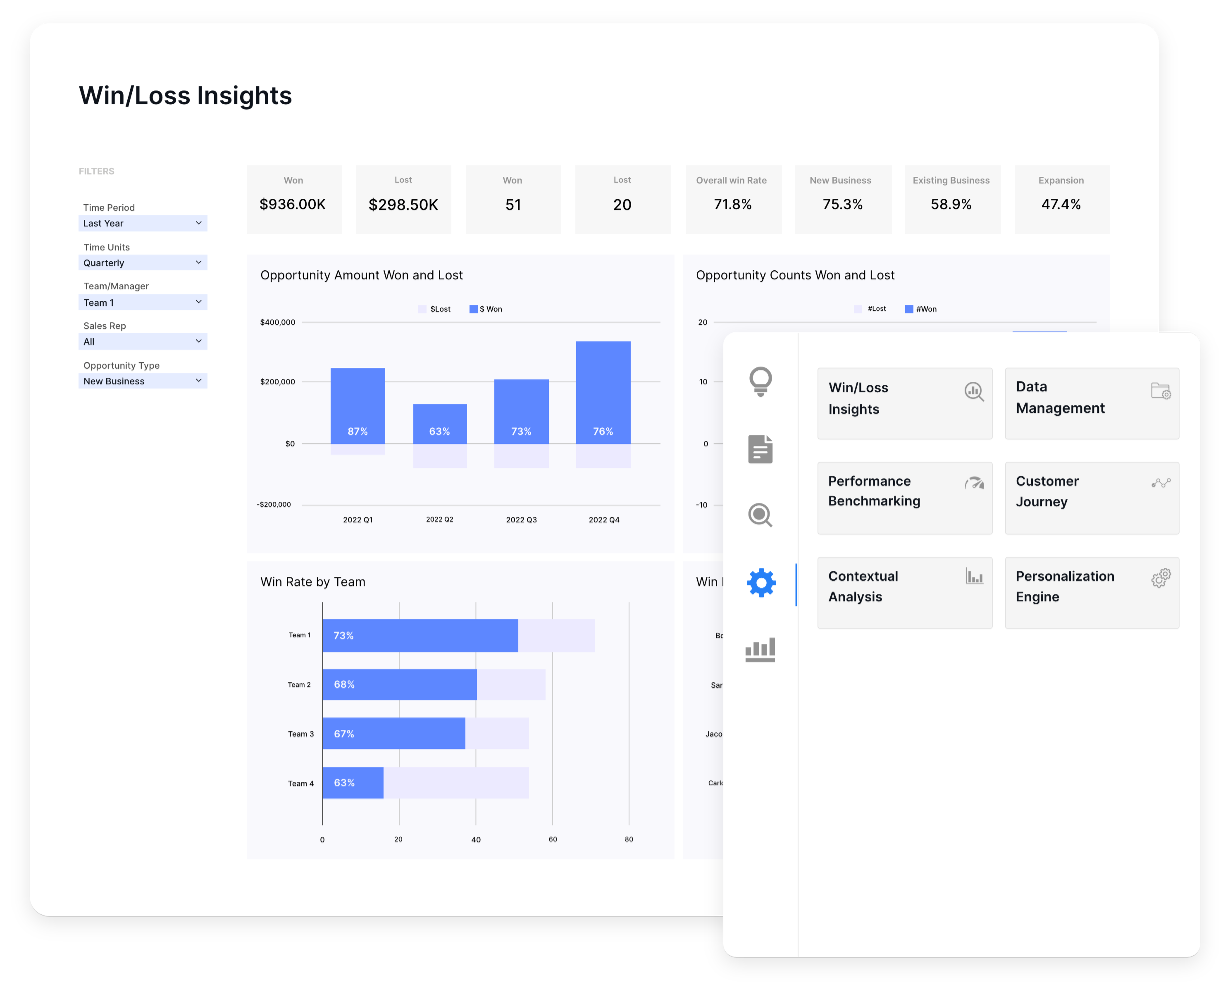 Win/Loss Insights
FILTERS
Time Period
Last Year
Time Units
Quarterly
Team/Manager
Team 1
Sales Rep
All
Opportunity Type
New Business
Won
$936.00K
Lost
$298.50K
Won
51
Lost
20
Overall win Rate
71.8%
New Business
75.3%
Existing Business
58.9%
Expansion
47.4%
Opportunity Amount Won and Lost
$Lost
$ Won
$400,000
$200,000
$0
-$200,000
87%
63%
73%
76%
2022 Q1
2022 Q2
2022 Q3
2022 Q4
Opportunity Counts Won and Lost
#Lost
#Won
20
10
0
-10
Win Rate by Team
Team 1
73%
Team 2
68%
Team 3
67%
Team 4
63%
0
20
40
60
80
Win
Sar
Jaco
Carl
Win/Loss
Insights
Data
Management
Performance
Benchmarking
Customer
Journey
Contextual
Analysis
Personalization
Engine